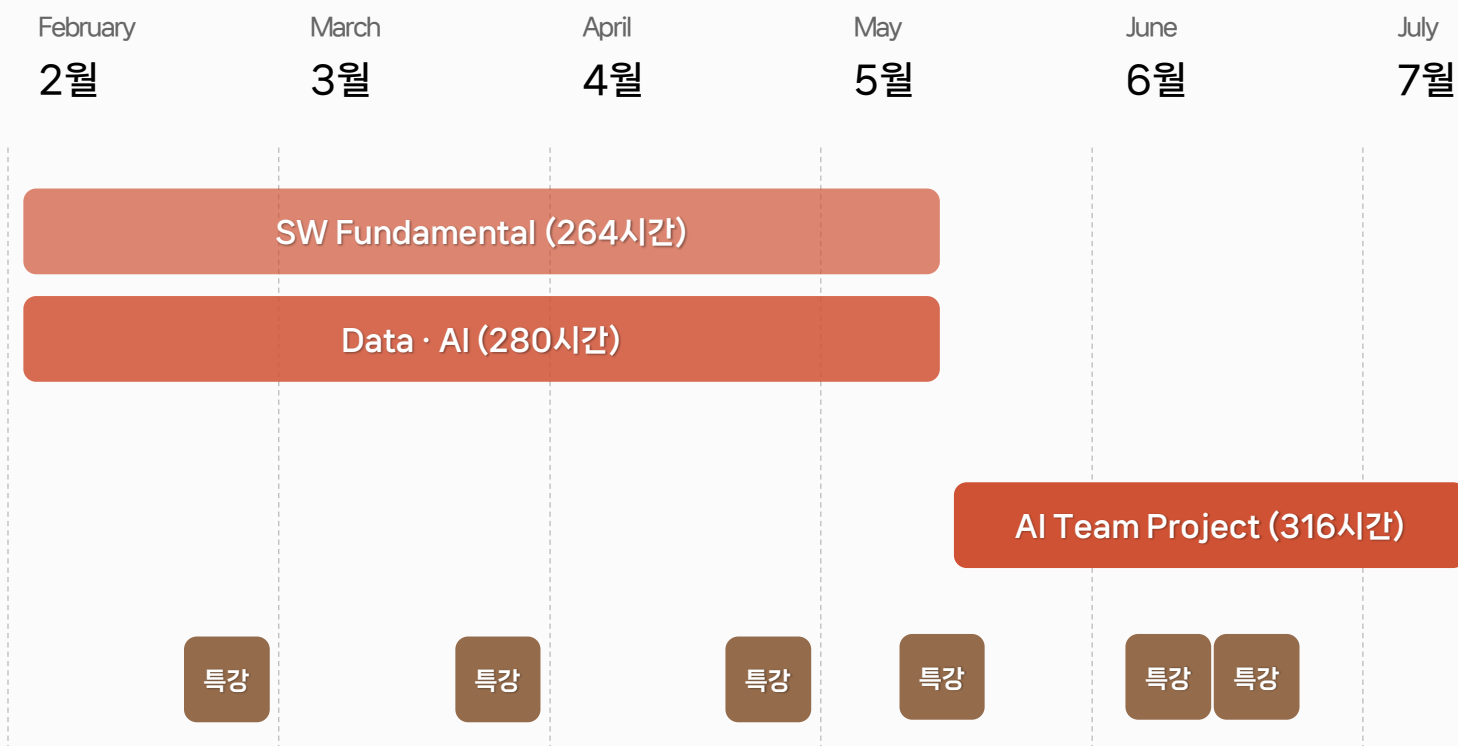 February
March
April
May
June
July
2월
3월
4월
5월
6월
7월
SW Fundamental (264시간)
Data · AI (280시간)
AI Team Project (316시간)
특강
특강
특강
특강
특강
특강